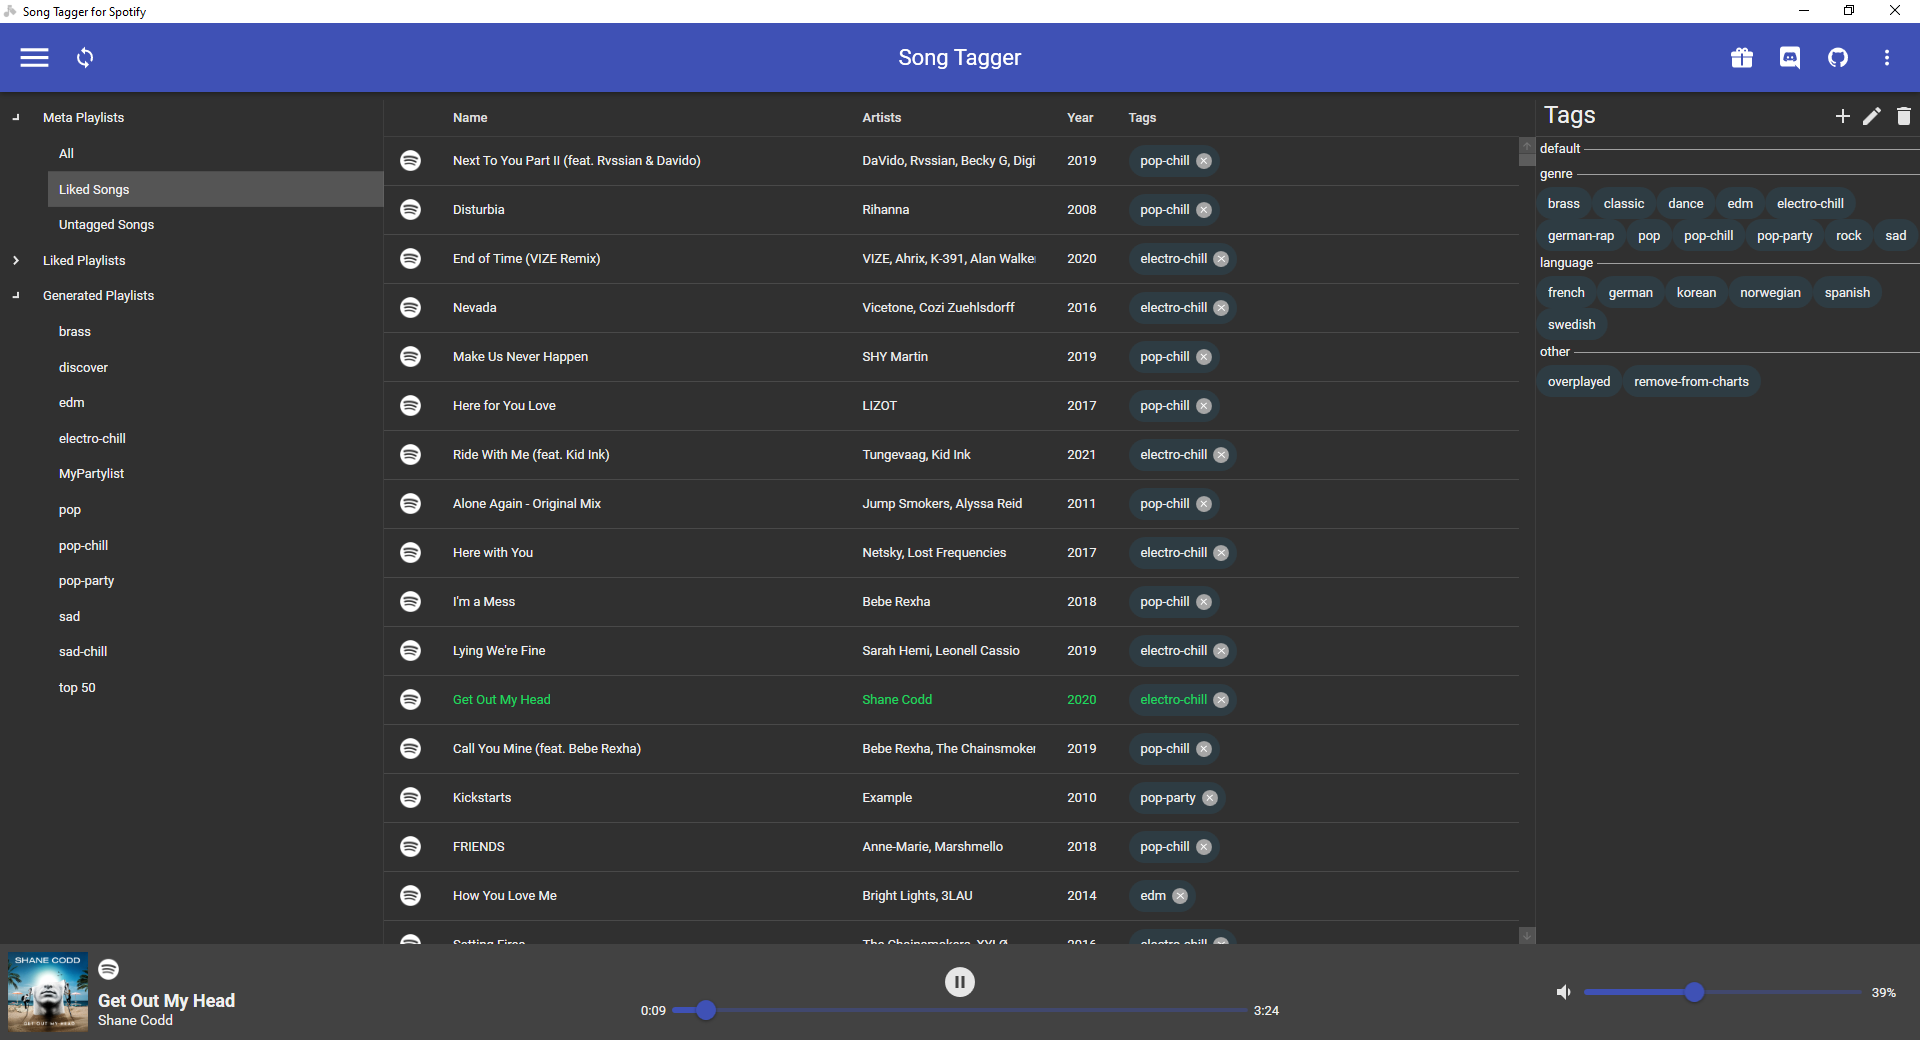 Song Tagger for Spotify
Song Tagger
Meta Playlists
All
Liked Songs
Untagged Songs
Liked Playlists
Generated Playlists
brass
discover
edm
electro-chill
MyPartylist
pop
pop-chill
pop-party
sad
sad-chill
top 50
Name Artists Year Tags
Next To You Part II (feat. Rvssian & Davido) DaVido, Rvssian, Becky G, Digi 2019 pop-chill
Disturbia Rihanna 2008 pop-chill
End of Time (VIZE Remix) VIZE, Ahrix, K-391, Alan Walke 2020 electro-chill
Nevada Vicetone, Cozi Zuehlsdorff 2016 electro-chill
Make Us Never Happen SHY Martin 2019 pop-chill
Here for You Love LIZOT 2017 pop-chill
Ride With Me (feat. Kid Ink) Tungevaag, Kid Ink 2021 electro-chill
Alone Again - Original Mix Jump Smokers, Alyssa Reid 2011 pop-chill
Here with You Netsky, Lost Frequencies 2017 electro-chill
I'm a Mess Bebe Rexha 2018 pop-chill
Lying We're Fine Sarah Hemi, Leonell Cassio 2019 electro-chill
Get Out My Head Shane Codd 2020 electro-chill
Call You Mine (feat. Bebe Rexha) Bebe Rexha, The Chainsmoker 2019 pop-chill
Kickstarts Example 2010 pop-party
FRIENDS Anne-Marie, Marshmello 2018 pop-chill
How You Love Me Bright Lights, 3LAU 2014 edm
Setting Fires The Chainsmokers, XYLØ 2016 electro-chill
Tags
default
genre
brass classic dance edm electro-chill
german-rap pop pop-chill pop-party rock sad
language
french german korean norwegian spanish
swedish
other
overplayed remove-from-charts
SHANE CODD
GET OUT MY HEAD
Get Out My Head
Shane Codd
0:09 3:24
39%